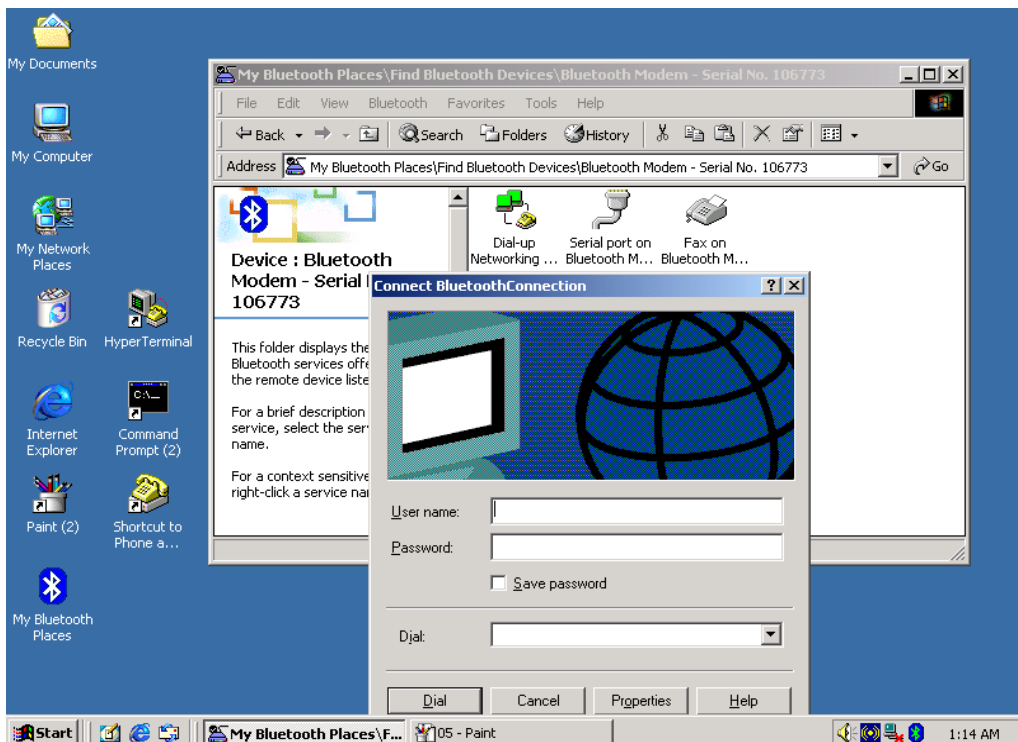 My Documents
My Computer
My Network
Places
Recycle Bin
HyperTerminal
Internet
Explorer
Command
Prompt (2)
C:\_
Paint (2)
Shortcut to
Phone a...
My Bluetooth
Places
My Bluetooth Places\Find Bluetooth Devices\Bluetooth Modem - Serial No. 106773
File Edit View Bluetooth Favorites Tools Help
Back Search Folders History
Address My Bluetooth Places\Find Bluetooth Devices\Bluetooth Modem - Serial No. 106773 Go
Device : Bluetooth
Modem - Serial
106773
This folder displays the
Bluetooth services offe
the remote device liste
For a brief description
service, select the ser
name.
For a context sensitive
right-click a service na
Dial-up
Networking ...
Serial port on
Bluetooth M...
Fax on
Bluetooth M...
Connect BluetoothConnection
User name:
Password:
Save password
Dial:
Dial Cancel Properties Help
Start My Bluetooth Places\F... 05 - Paint 1:14 AM